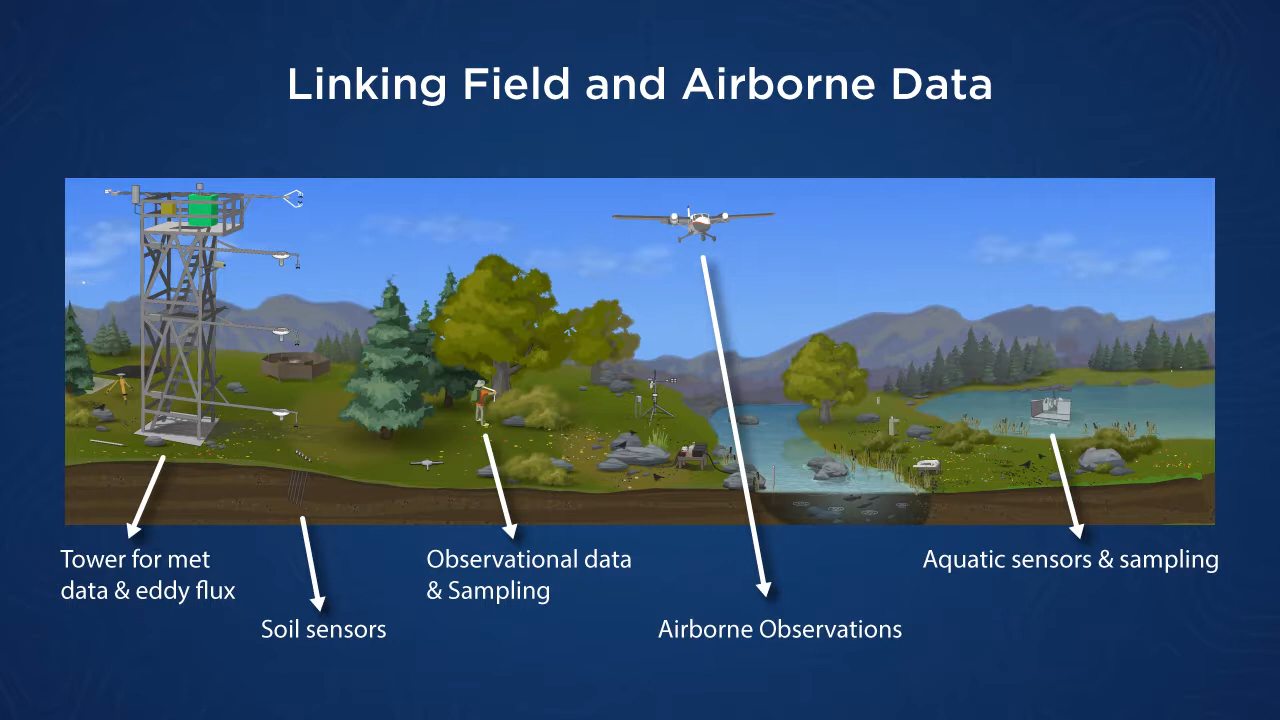 Linking Field and Airborne Data
Tower for met
data & eddy flux
Soil sensors
Observational data
& Sampling
Airborne Observations
Aquatic sensors & sampling